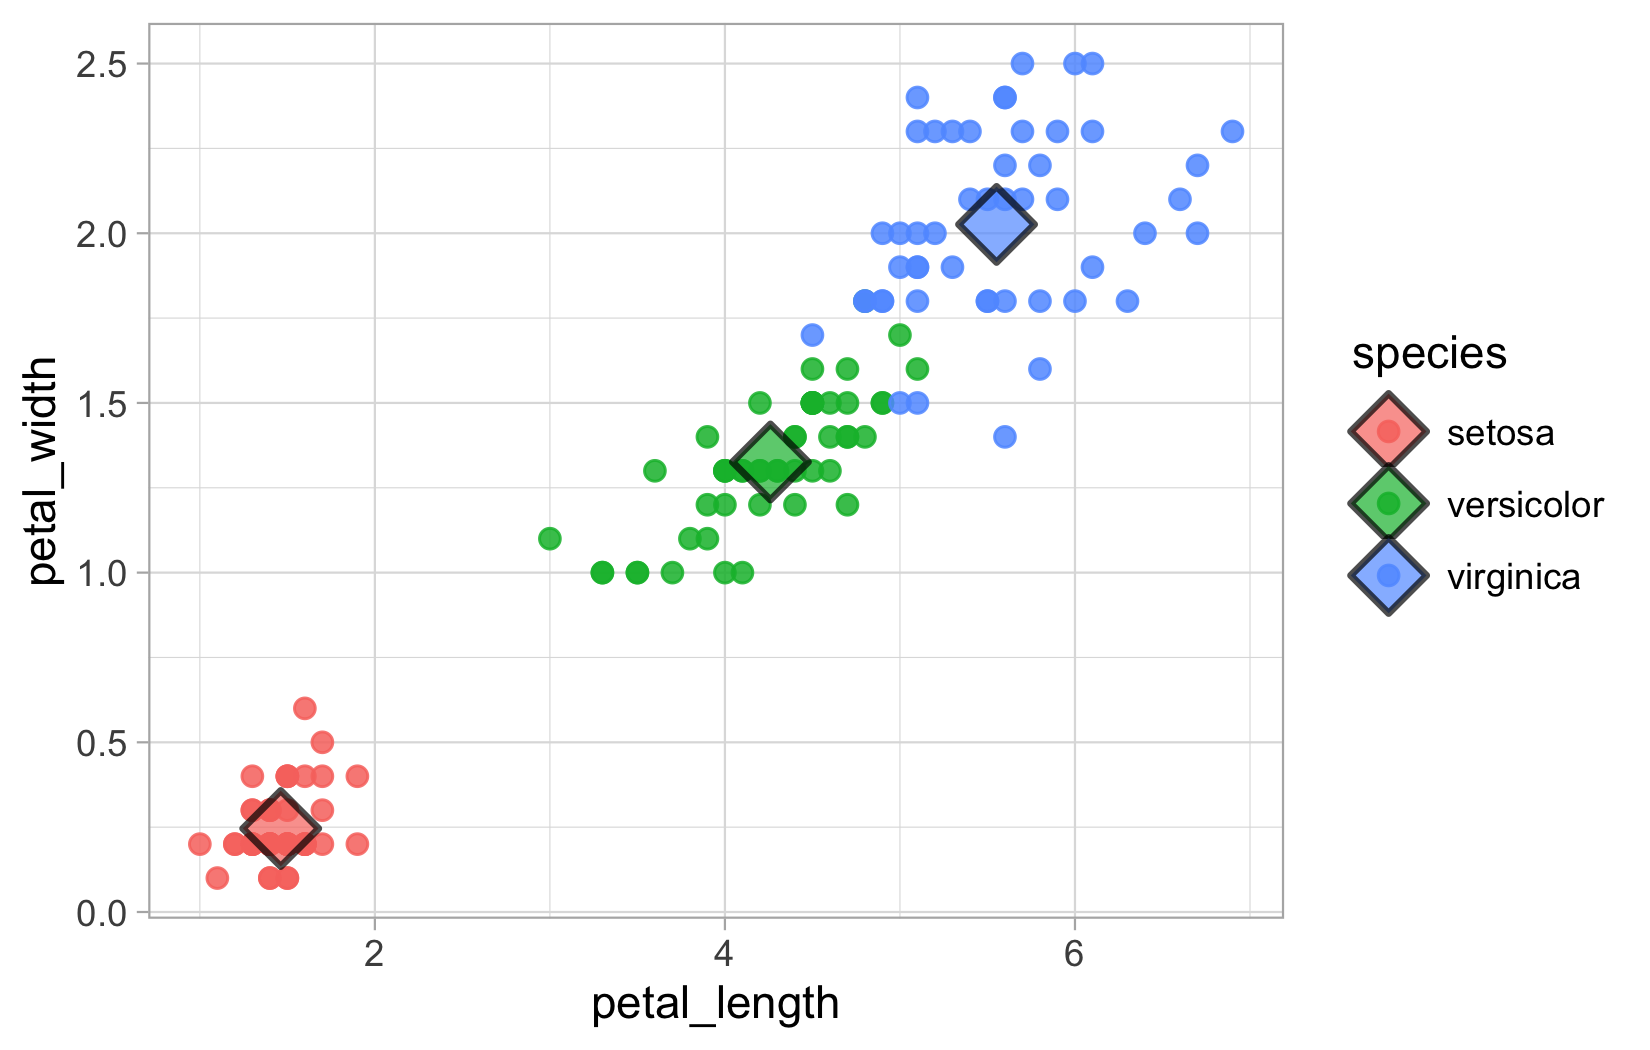 2.5
2.0
1.5
1.0
0.5
0.0
2 4 6
petal_length
petal_width
species
setosa
versicolor
virginica